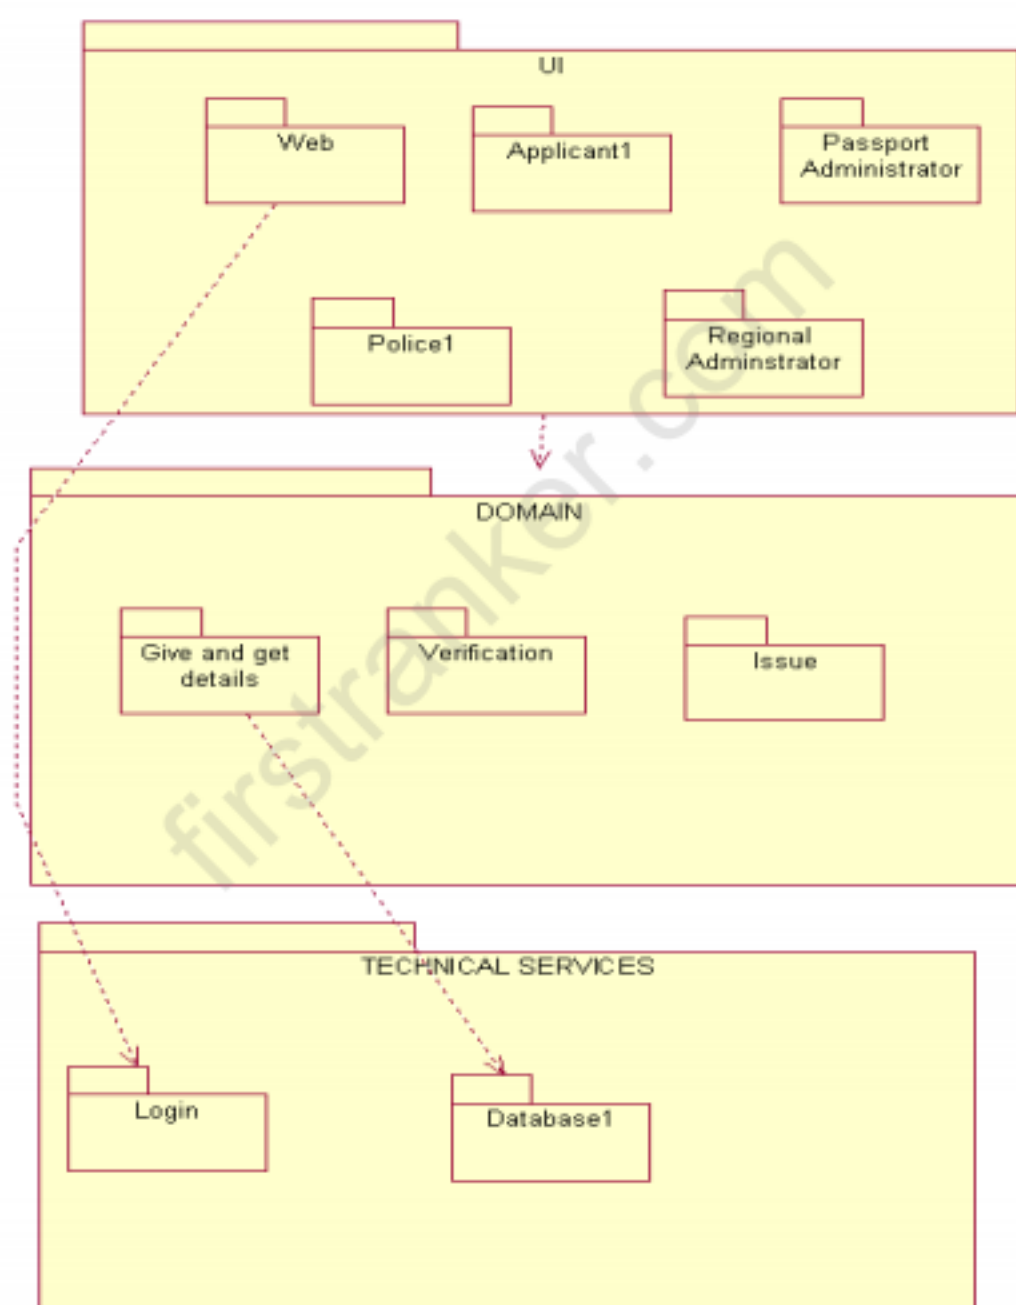 UI
Web
Applicant1
Passport
Administrator
Police1
Regional
Adminstrator
DOMAIN
Give and get
details
Verification
Issue
TECHNICAL SERVICES
Login
Database1
firstranker.com